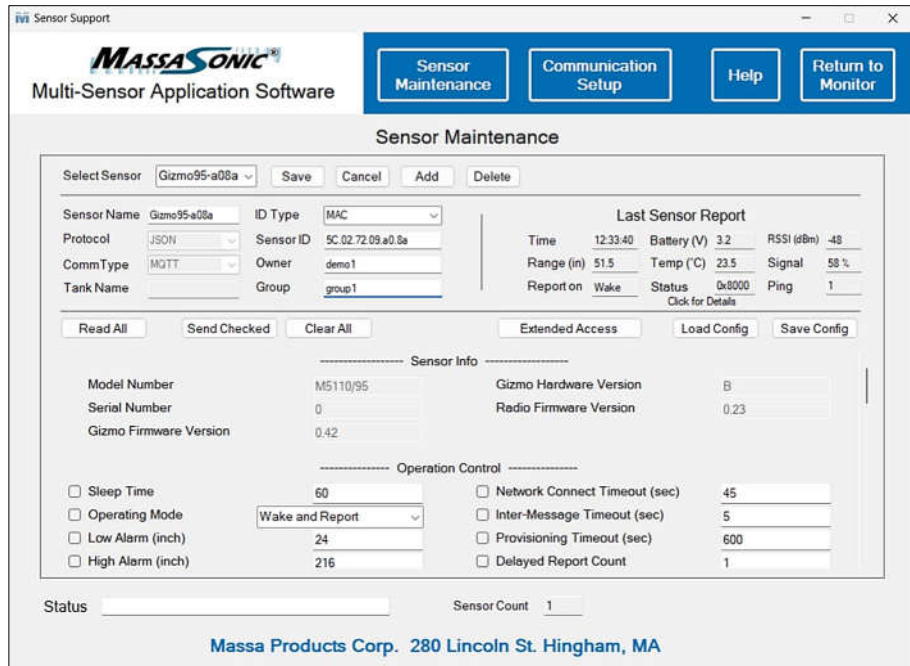 Sensor Support
MASSASONIC®
Multi-Sensor Application Software
Sensor Maintenance
Communication Setup
Help
Return to Monitor
Sensor Maintenance
Select Sensor Gizmo95-a08a Save Cancel Add Delete
Sensor Name Gizmo95-a08a ID Type MAC
Protocol JSON Sensor ID 5C.02.72.09.a0.8a
CommType MQTT Owner demo1
Tank Name Group group1
Last Sensor Report
Time 12:33:40 Battery (V) 3.2 RSSI (dBm) -48
Range (in) 51.5 Temp (°C) 23.5 Signal 58 %
Report on Wake Status 0x8000 Ping 1
Click for Details
Read All Send Checked Clear All Extended Access Load Config Save Config
------------------ Sensor Info ------------------
Model Number M5110/95 Gizmo Hardware Version B
Serial Number 0 Radio Firmware Version 0.23
Gizmo Firmware Version 0.42
--------------- Operation Control ---------------
Sleep Time 60 Network Connect Timeout (sec) 45
Operating Mode Wake and Report Inter-Message Timeout (sec) 5
Low Alarm (inch) 24 Provisioning Timeout (sec) 600
High Alarm (inch) 216 Delayed Report Count 1
Status Sensor Count 1
Massa Products Corp. 280 Lincoln St. Hingham, MA